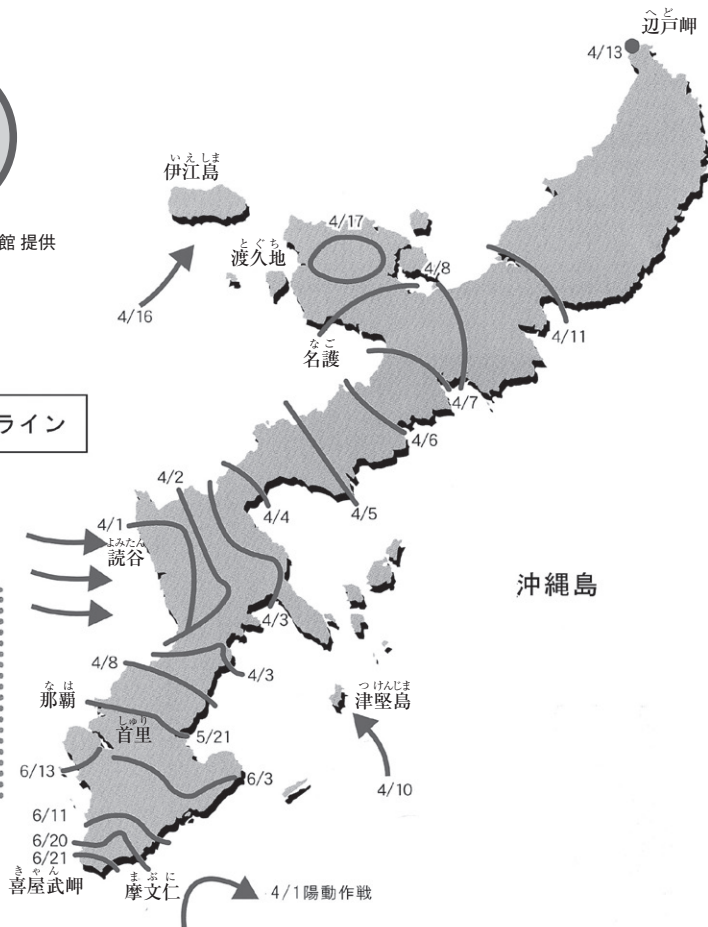 へど
辺戸岬
4/13
いえしま
伊江島
館 提供
4/17
とぐち
渡久地
4/8
4/16
4/11
なご
名護
4/7
ライン
4/6
4/2
4/5
4/4
4/1
よみたん
読谷
沖縄島
4/3
4/8
4/3
なは
那覇
つけんじま
津堅島
しゅり
首里
5/21
6/13
6/3
4/10
6/11
6/20
6/21
きゃん
喜屋武岬
まぶに
摩文仁
4/1陽動作戦